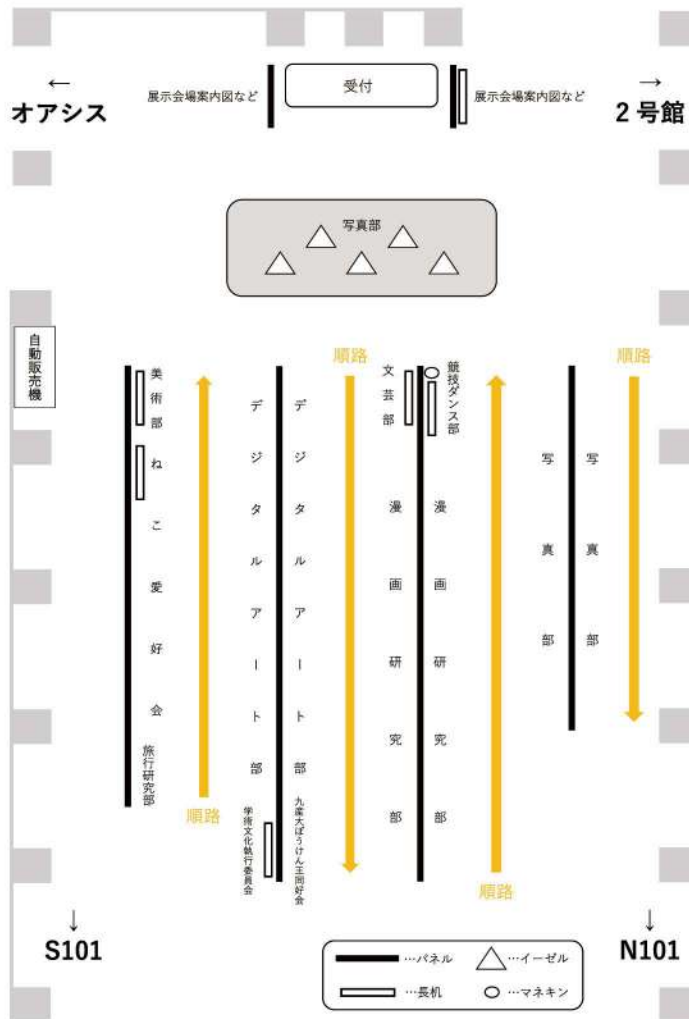 ←
オアシス
展示会場案内図など
受付
展示会場案内図など
→
2号館
写真部
自動販売機
美術部
ねこ愛好会
旅行研究部
順路
デジタルアート部
学術文化執行委員会
デジタルアート部
九産大ぼうけん王同好会
順路
文芸部
漫画研究部
競技ダンス部
漫画研究部
順路
写真部
写真部
順路
↓
S101
↓
N101
…パネル
…イーゼル
…長机
…マネキン